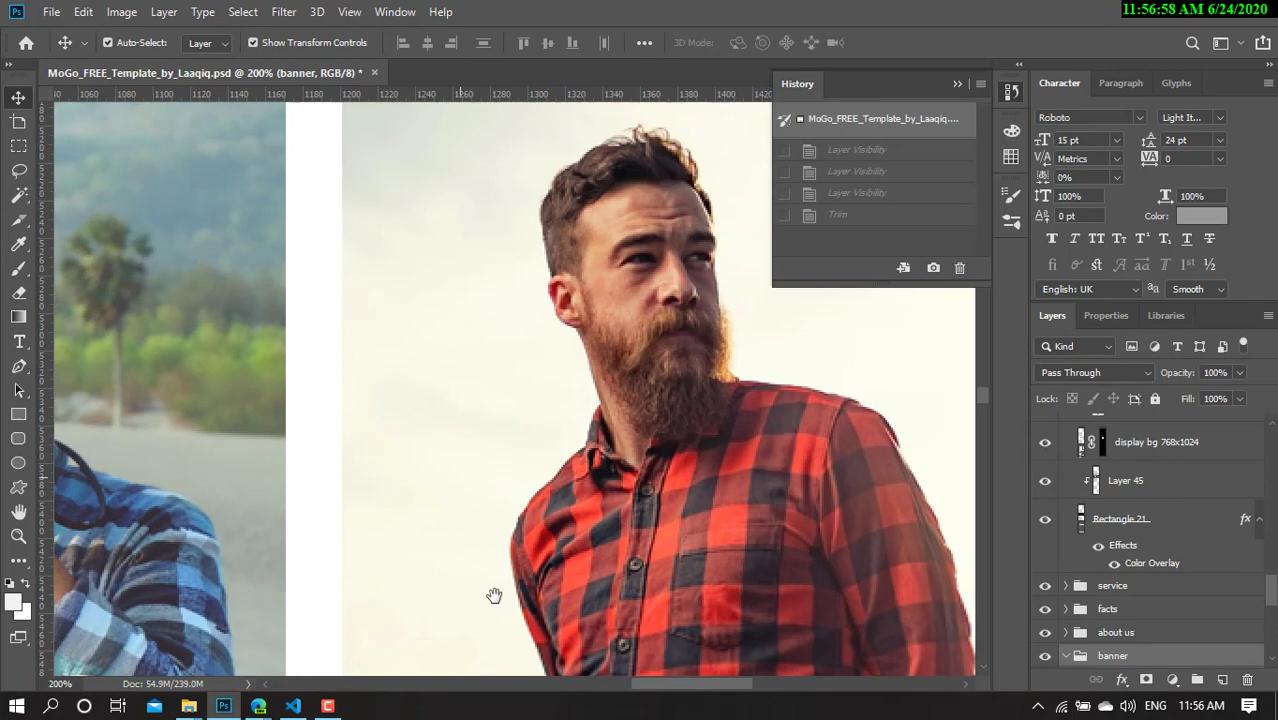 11:56:58 AM 6/24/2020
Ps File Edit Image Layer Type Select Filter 3D View Window Help
Auto-Select: Layer Show Transform Controls 3D Mode:
MoGo_FREE_Template_by_Laaqiq.psd @ 200% (banner, RGB/8) *
1060 1080 1100 1120 1140 1160 1180 1200 1220 1240 1260 1280 1300 1320 1340 1360 1380 1400 1420
History
MoGo_FREE_Template_by_Laaqiq....
Layer Visibility
Layer Visibility
Layer Visibility
Trim
Character Paragraph Glyphs
Roboto Light It...
15 pt 24 pt
Metrics 0
0%
100% 100%
0 pt Color:
English: UK Smooth
Layers Properties Libraries
Kind
Pass Through Opacity: 100%
Lock: Fill: 100%
display bg 768x1024
Layer 45
Rectangle 21
fx
Effects
Color Overlay
service
facts
about us
banner
200% Doc: 54.9M/239.0M
Ps ENG 11:56 AM